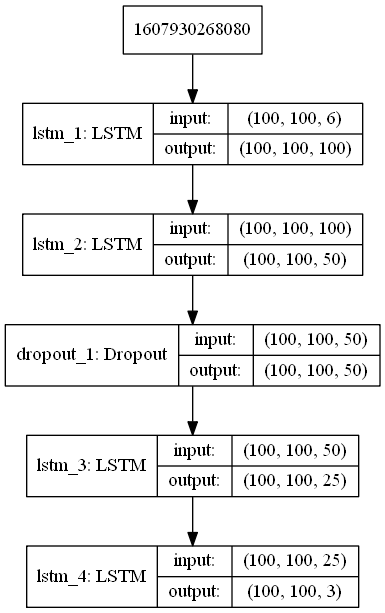 1607930268080
lstm_1: LSTM
input: (100, 100, 6)
output: (100, 100, 100)
lstm_2: LSTM
input: (100, 100, 100)
output: (100, 100, 50)
dropout_1: Dropout
input: (100, 100, 50)
output: (100, 100, 50)
lstm_3: LSTM
input: (100, 100, 50)
output: (100, 100, 25)
lstm_4: LSTM
input: (100, 100, 25)
output: (100, 100, 3)